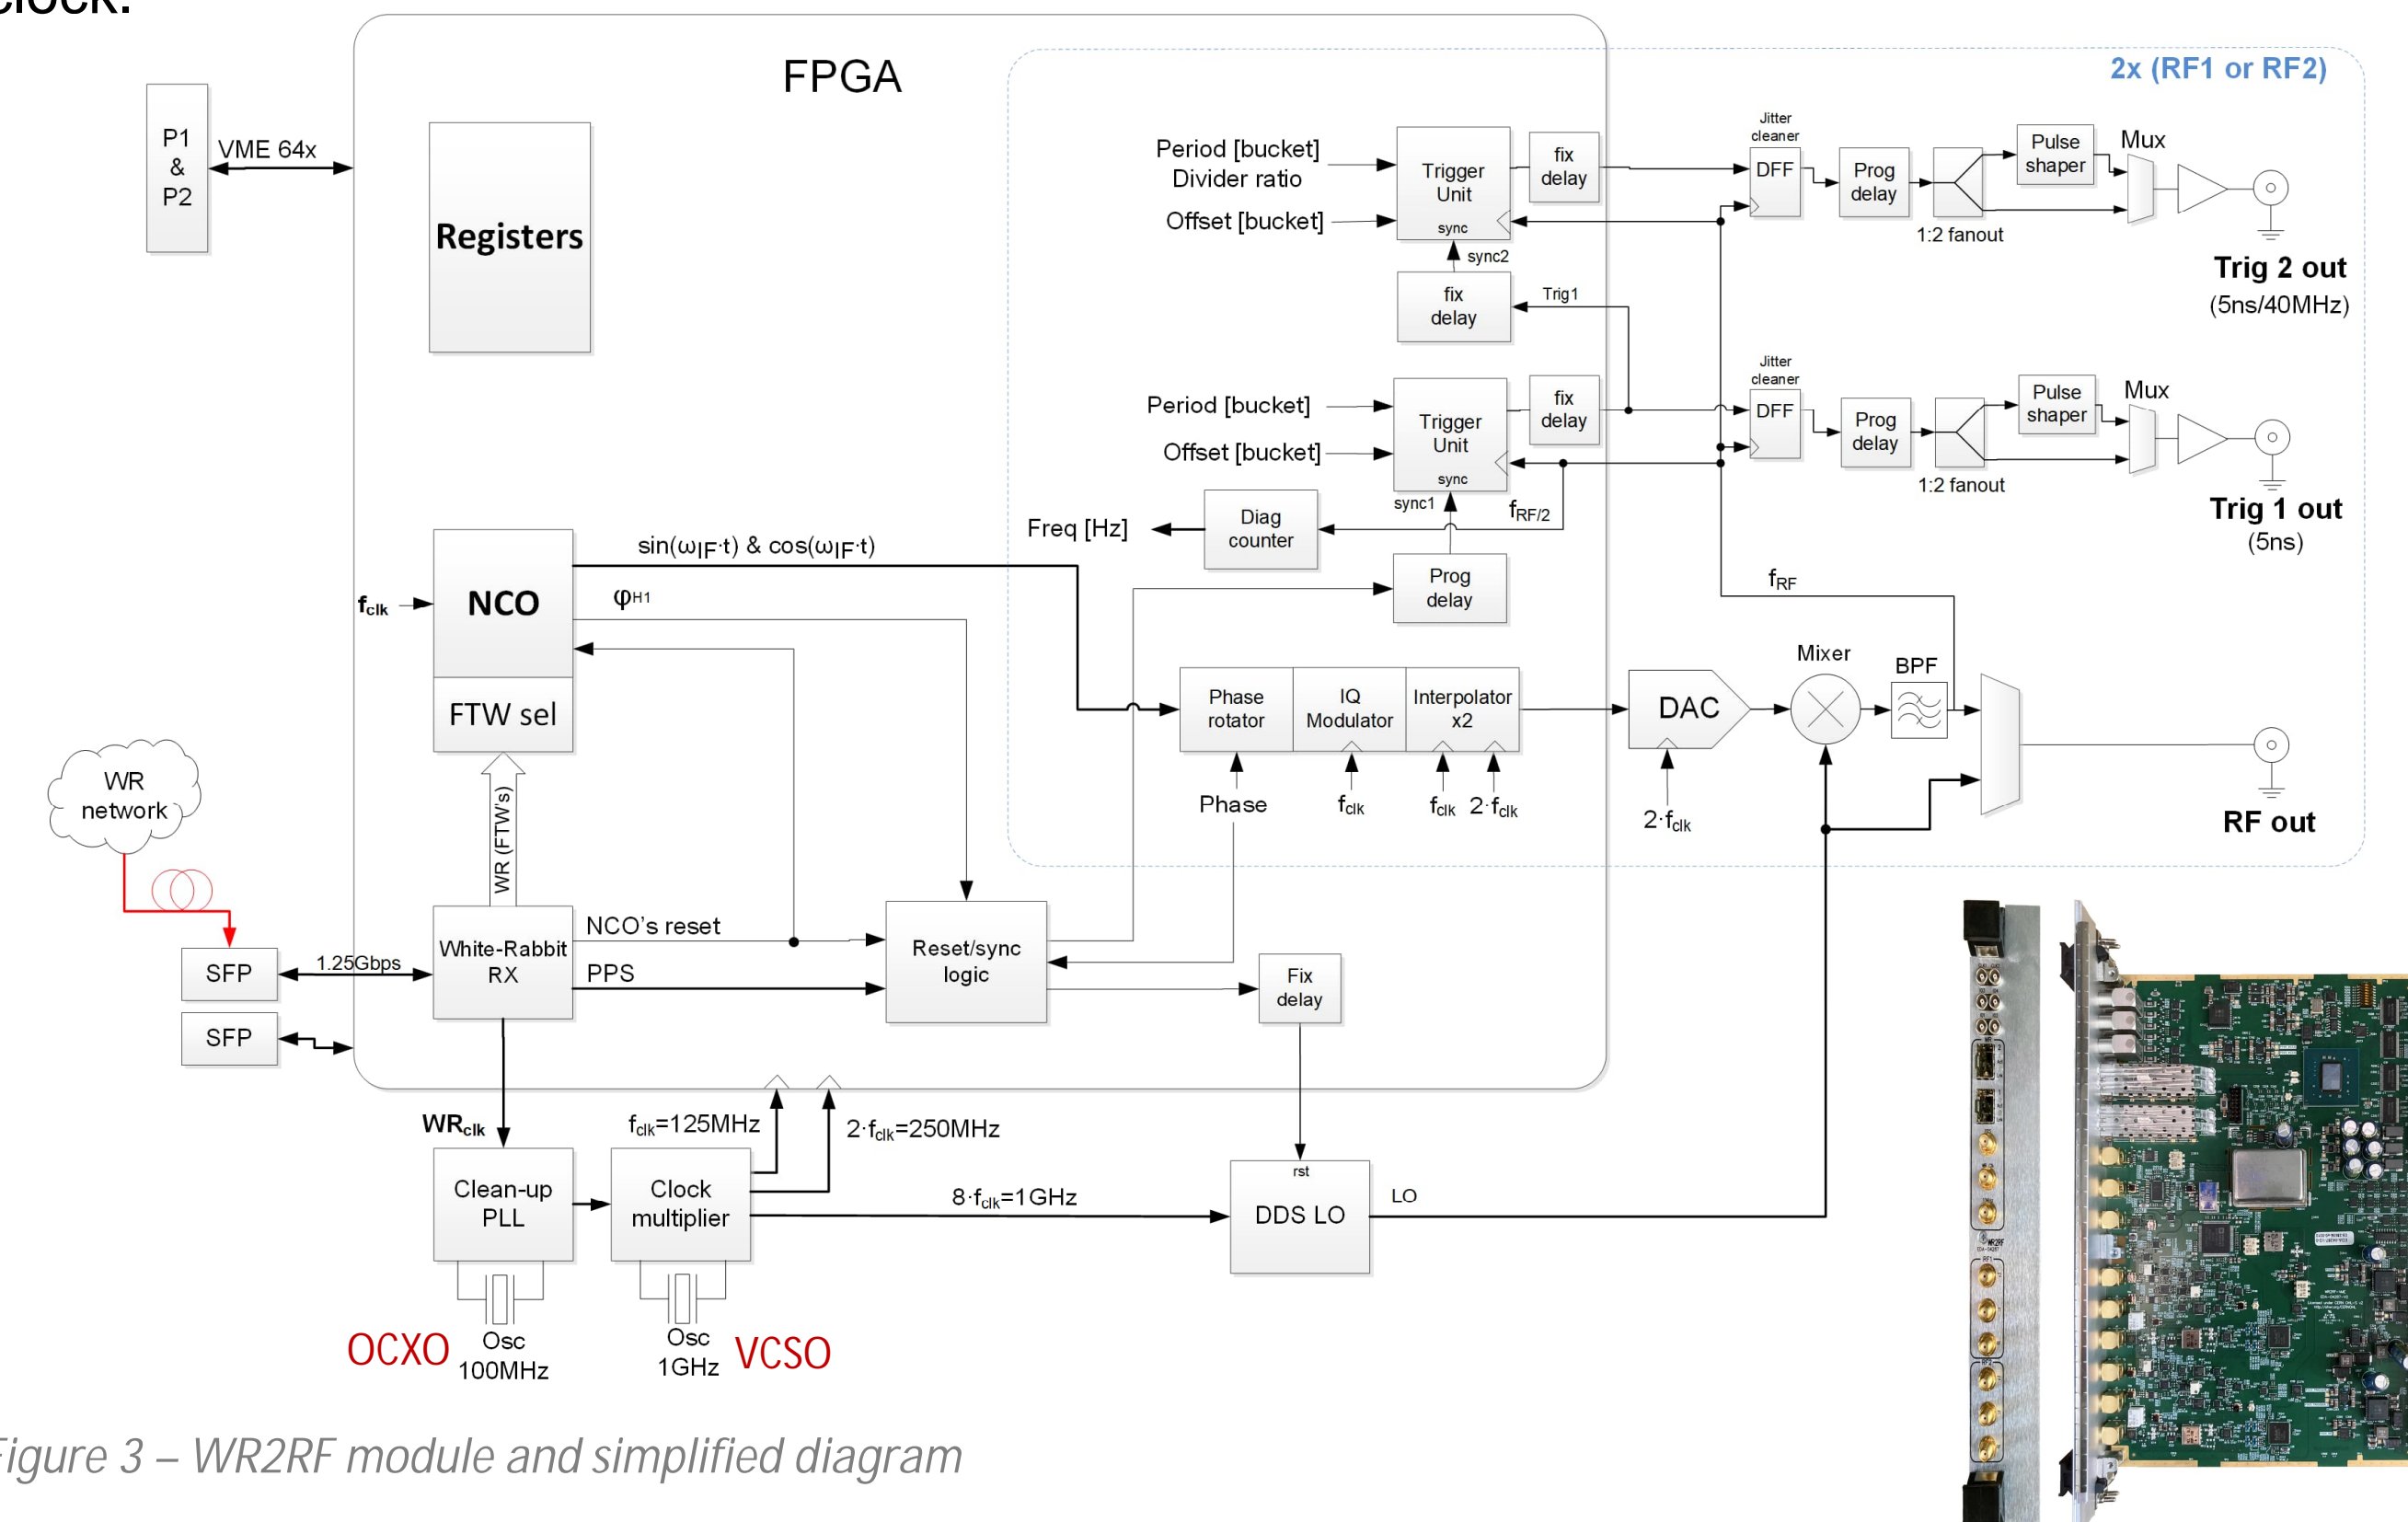 clock.
FPGA
2x (RF1 or RF2)
P1
&
P2
VME 64x
Registers
Period [bucket]
Divider ratio
Offset [bucket]
Trigger
Unit
sync
fix
delay
Jitter
cleaner
DFF
Prog
delay
1:2 fanout
Pulse
shaper
Mux
Trig 2 out
(5ns/40MHz)
sync2
fix
delay
Trig1
Period [bucket]
Offset [bucket]
Trigger
Unit
sync
fix
delay
Jitter
cleaner
DFF
Prog
delay
1:2 fanout
Pulse
shaper
Mux
Trig 1 out
(5ns)
sync1
fRF/2
Freq [Hz]
Diag
counter
Prog
delay
fRF
fclk
NCO
FTW sel
sin(ωIF·t) & cos(ωIF·t)
φH1
Phase
rotator
IQ
Modulator
Interpolator
x2
Phase
fclk
fclk
2·fclk
DAC
2·fclk
Mixer
BPF
RF out
WR
network
WR (FTW's)
SFP
1.25Gbps
SFP
White-Rabbit
RX
NCO's reset
PPS
Reset/sync
logic
Fix
delay
WRclk
fclk=125MHz
2·fclk=250MHz
Clean-up
PLL
Clock
multiplier
8·fclk=1GHz
rst
DDS LO
LO
OCXO
Osc
100MHz
Osc
1GHz
VCSO
WR2RF
Figure 3 – WR2RF module and simplified diagram